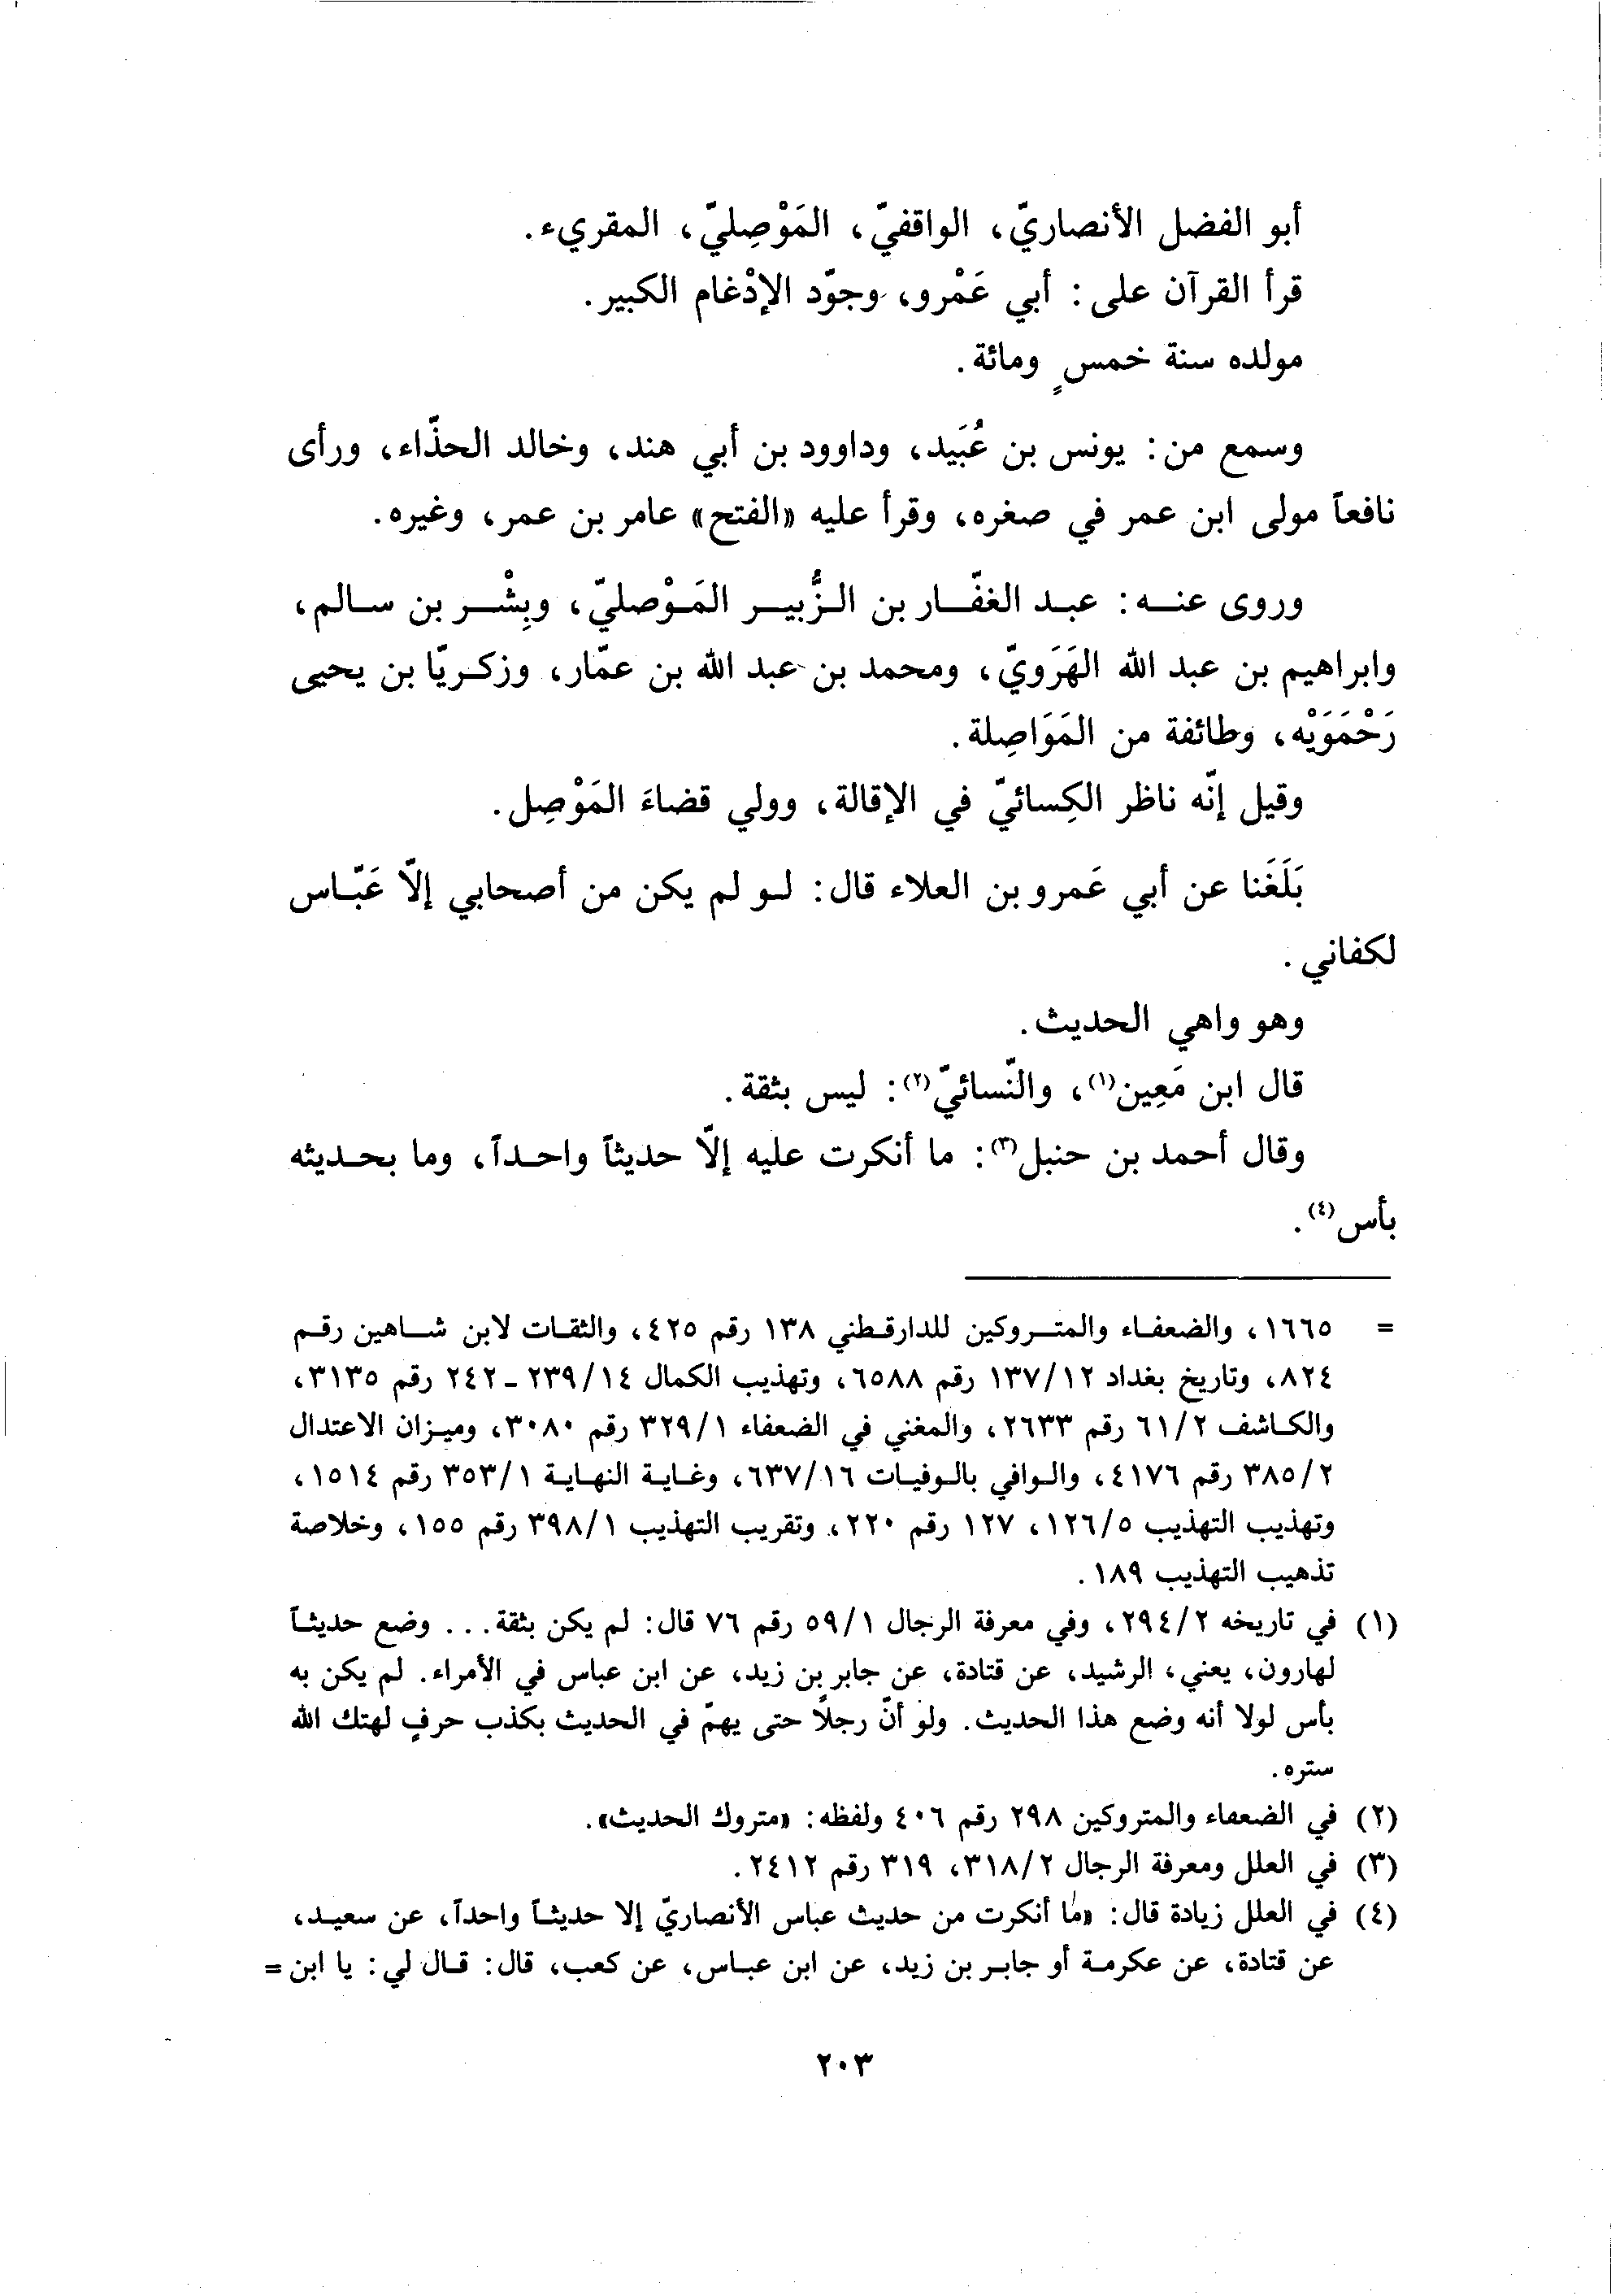 أبو الفضل الأنصاريّ، الواقفيّ، المَوْصِليّ، المقريء.
قرأ القرآن على: أبي عَمْرو، وجوّد الإدْغام الكبير.
مولده سنة خمسٍ ومائة.
وسمع من: يونس بن عُبَيد، وداوود بن أبي هند، وخالد الحذّاء، ورأى
نافعاً مولى ابن عمر في صغره، وقرأ عليه «الفتح» عامر بن عمر، وغيره.
وروى عنه: عبد الغفّار بن الزُّبير المَوْصليّ، وبِشْر بن سالم،
وابراهيم بن عبد الله الهَرَويّ، ومحمد بن عبد الله بن عمّار، وزكريّا بن يحيى
رَحْمَوَيْه، وطائفة من المَوَاصِلة.
وقيل إنّه ناظر الكِسائيّ في الإقالة، وولي قضاءَ المَوْصِل.
بَلَغَنا عن أبي عَمرو بن العلاء قال: لو لم يكن من أصحابي إلّا عَبّاس
لكفاني.
وهو واهي الحديث.
قال ابن مَعِين(١)، والنّسائيّ(٢): ليس بثقة.
وقال أحمد بن حنبل(٣): ما أنكرت عليه إلّا حديثاً واحداً، وما بحديثه
بأس(٤).
= ١٦٦٥، والضعفاء والمتروكين للدارقطني ١٣٨ رقم ٤٢٥، والثقات لابن شاهين رقم
٨٢٤، وتاريخ بغداد ١٣٧/١٢ رقم ٦٥٨٨، وتهذيب الكمال ٢٣٩/١٤ - ٢٤٢ رقم ٣١٣٥،
والكاشف ٦١/٢ رقم ٢٦٣٣، والمغني في الضعفاء ٣٢٩/١ رقم ٣٠٨٠، وميزان الاعتدال
٣٨٥/٢ رقم ٤١٧٦، والوافي بالوفيات ٦٣٧/١٦، وغاية النهاية ٣٥٣/١ رقم ١٥١٤،
وتهذيب التهذيب ١٢٦/٥، ١٢٧ رقم ٢٢٠، وتقريب التهذيب ٣٩٨/١ رقم ١٥٥، وخلاصة
تذهيب التهذيب ١٨٩.
(١) في تاريخه ٢٩٤/٢، وفي معرفة الرجال ٥٩/١ رقم ٧٦ قال: لم يكن بثقة... وضع حديثاً
لهارون، يعني، الرشيد، عن قتادة، عن جابر بن زيد، عن ابن عباس في الأمراء. لم يكن به
بأس لولا أنه وضع هذا الحديث. ولو أنّ رجلًا حتى يهمّ في الحديث بكذب حرفٍ لهتك الله
ستره.
(٢) في الضعفاء والمتروكين ٢٩٨ رقم ٤٠٦ ولفظه: «متروك الحديث».
(٣) في العلل ومعرفة الرجال ٣١٨/٢، ٣١٩ رقم ٢٤١٢.
(٤) في العلل زيادة قال: «ما أنكرت من حديث عباس الأنصاريّ إلا حديثاً واحداً، عن سعيد،
عن قتادة، عن عكرمة أو جابر بن زيد، عن ابن عباس، عن كعب، قال: قال لي: يا ابن =
٢٠٣